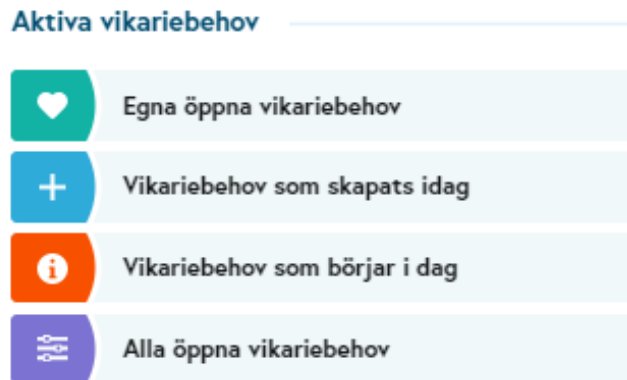 Aktiva vikariebehov
Egna öppna vikariebehov
Vikariebehov som skapats idag
Vikariebehov som börjar i dag
Alla öppna vikariebehov